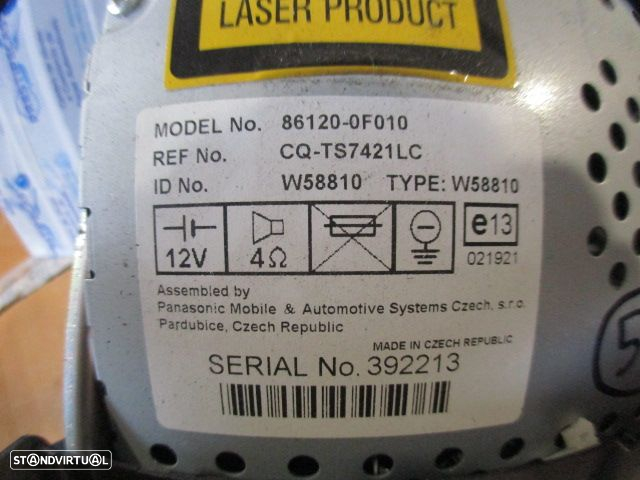 LASER PRODUCT
MODEL No. 86120-0F010
REF No. CQ-TS7421LC
ID No. W58810 TYPE: W58810
12V 4Ω e13
021921
Assembled by
Panasonic Mobile & Automotive Systems Czech, s.r.o.
Pardubice, Czech Republic
MADE IN CZECH REPUBLIC
SERIAL No. 392213
STANDVIRTUAL